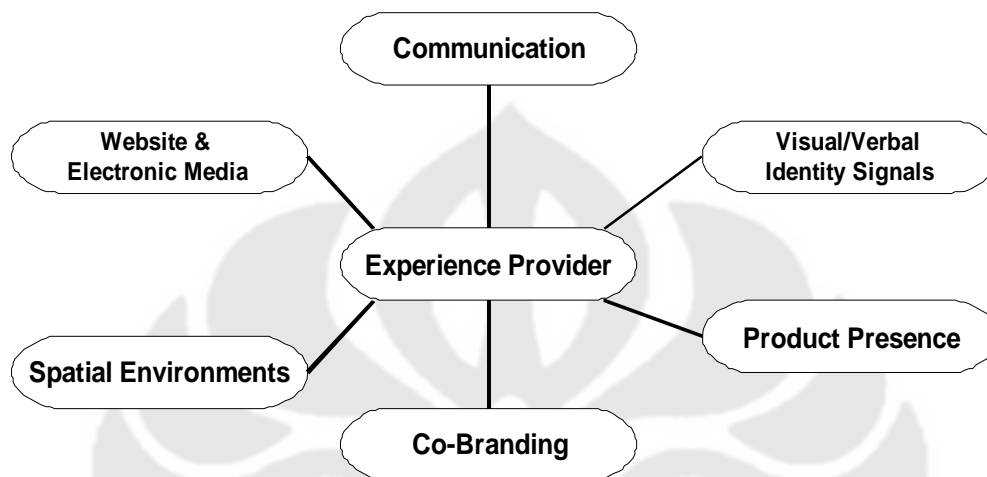 Communication
Website &
Electronic Media
Visual/Verbal
Identity Signals
Experience Provider
Spatial Environments
Product Presence
Co-Branding